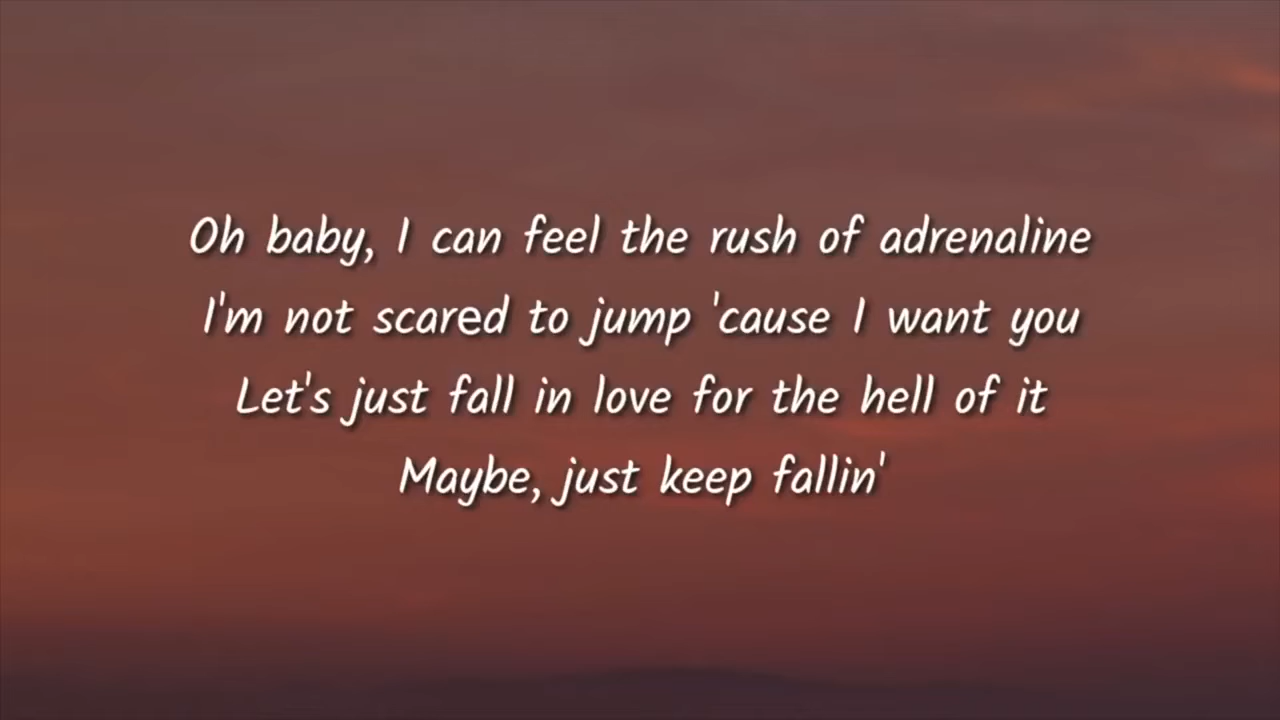 Oh baby, I can feel the rush of adrenaline
I'm not scared to jump 'cause I want you
Let's just fall in love for the hell of it
Maybe, just keep fallin'